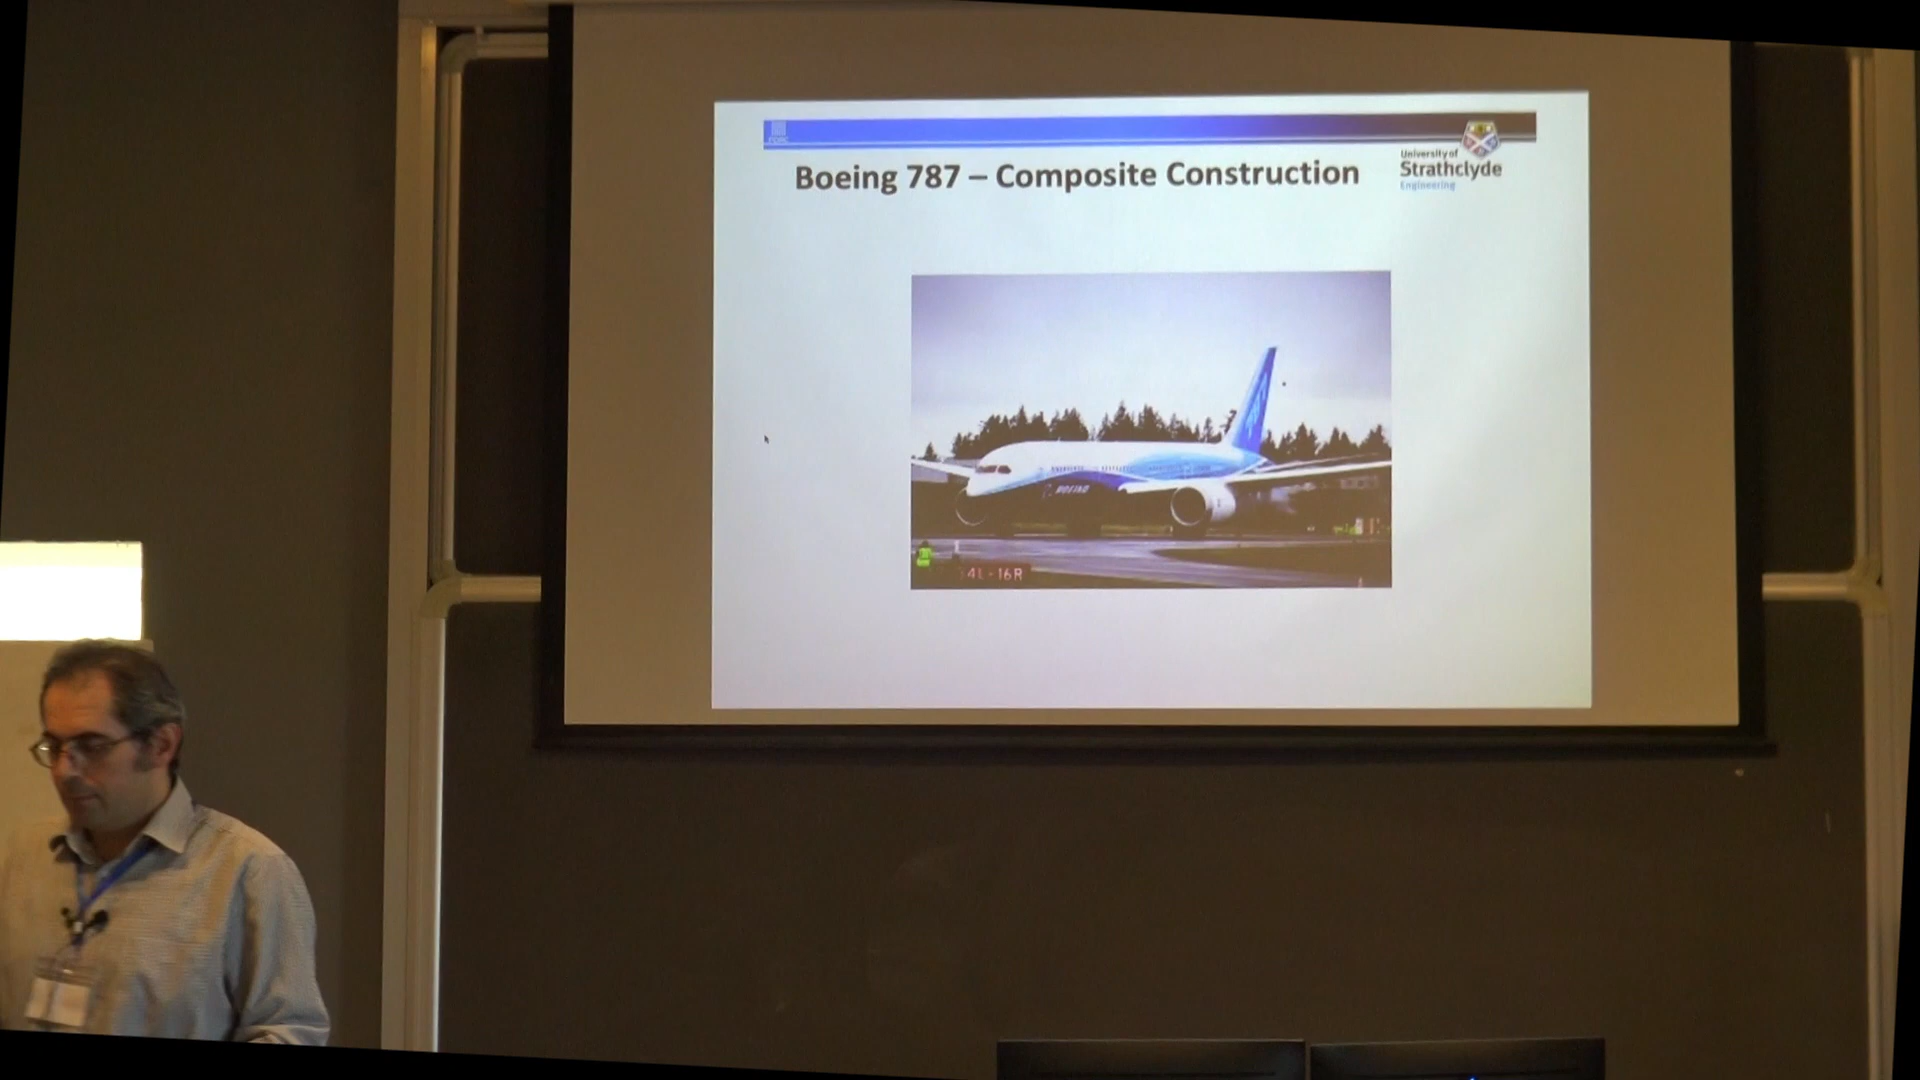 Boeing 787 – Composite Construction
University of
Strathclyde
Engineering
BOEING
4L-16R